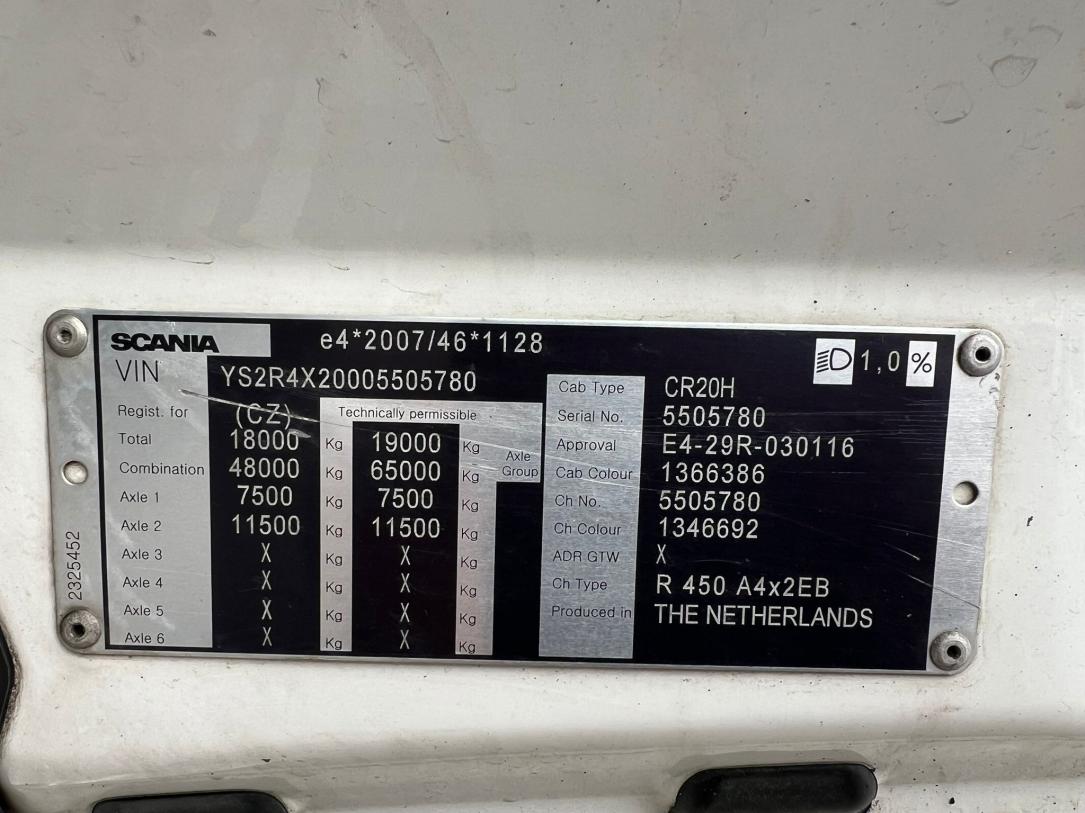 SCANIA e4*2007/46*1128 1,0 %
VIN YS2R4X20005505780
Regist. for (CZ) Technically permissible
Total 18000 Kg 19000 Kg Axle Group
Combination 48000 Kg 65000 Kg
Axle 1 7500 Kg 7500 Kg
Axle 2 11500 Kg 11500 Kg
Axle 3 X Kg X Kg
Axle 4 X Kg X Kg
Axle 5 X Kg X Kg
Axle 6 X Kg X Kg
Cab Type CR20H
Serial No. 5505780
Approval E4-29R-030116
Cab Colour 1366386
Ch No. 5505780
Ch Colour 1346692
ADR GTW X
Ch Type R 450 A4x2EB
Produced in THE NETHERLANDS
2325452